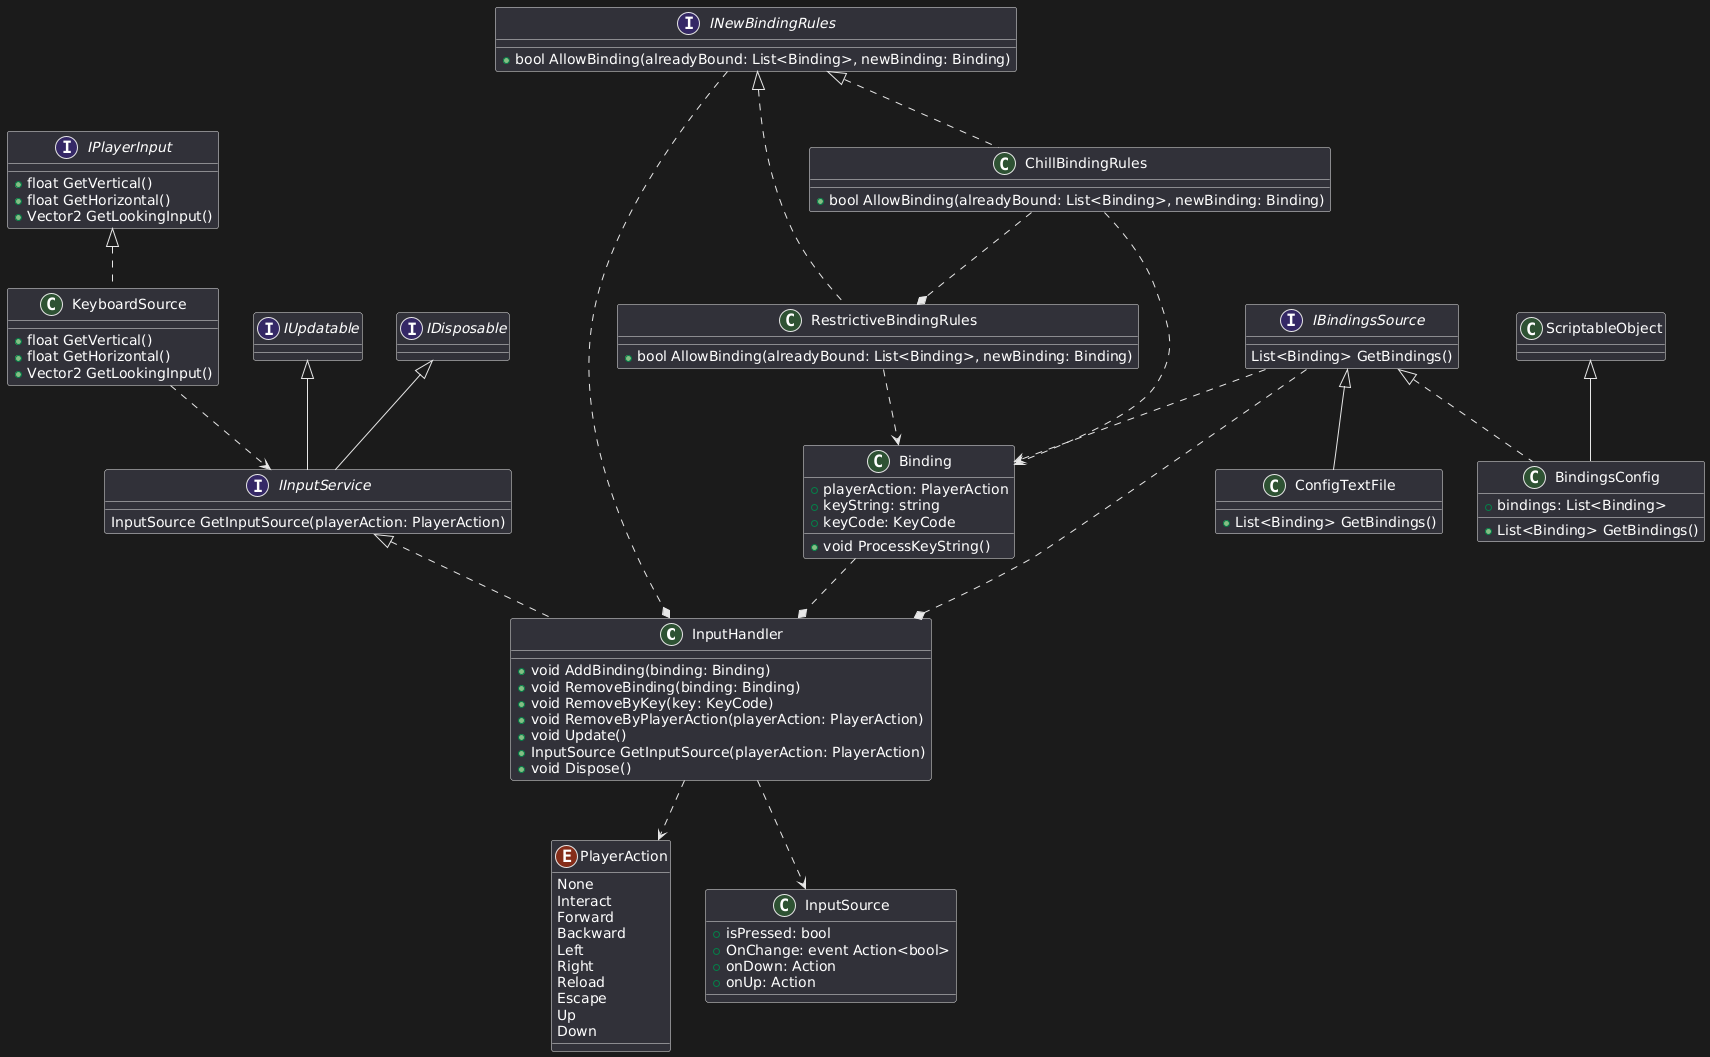 I INewBindingRules
bool AllowBinding(alreadyBound: List<Binding>, newBinding: Binding)
I IPlayerInput
float GetVertical()
float GetHorizontal()
Vector2 GetLookingInput()
C ChillBindingRules
bool AllowBinding(alreadyBound: List<Binding>, newBinding: Binding)
C KeyboardSource
float GetVertical()
float GetHorizontal()
Vector2 GetLookingInput()
I IUpdatable
I IDisposable
C RestrictiveBindingRules
bool AllowBinding(alreadyBound: List<Binding>, newBinding: Binding)
I IBindingsSource
List<Binding> GetBindings()
C ScriptableObject
I IInputService
InputSource GetInputSource(playerAction: PlayerAction)
C Binding
playerAction: PlayerAction
keyString: string
keyCode: KeyCode
void ProcessKeyString()
C ConfigTextFile
List<Binding> GetBindings()
C BindingsConfig
bindings: List<Binding>
List<Binding> GetBindings()
C InputHandler
void AddBinding(binding: Binding)
void RemoveBinding(binding: Binding)
void RemoveByKey(key: KeyCode)
void RemoveByPlayerAction(playerAction: PlayerAction)
void Update()
InputSource GetInputSource(playerAction: PlayerAction)
void Dispose()
E PlayerAction
None
Interact
Forward
Backward
Left
Right
Reload
Escape
Up
Down
C InputSource
isPressed: bool
OnChange: event Action<bool>
onDown: Action
onUp: Action